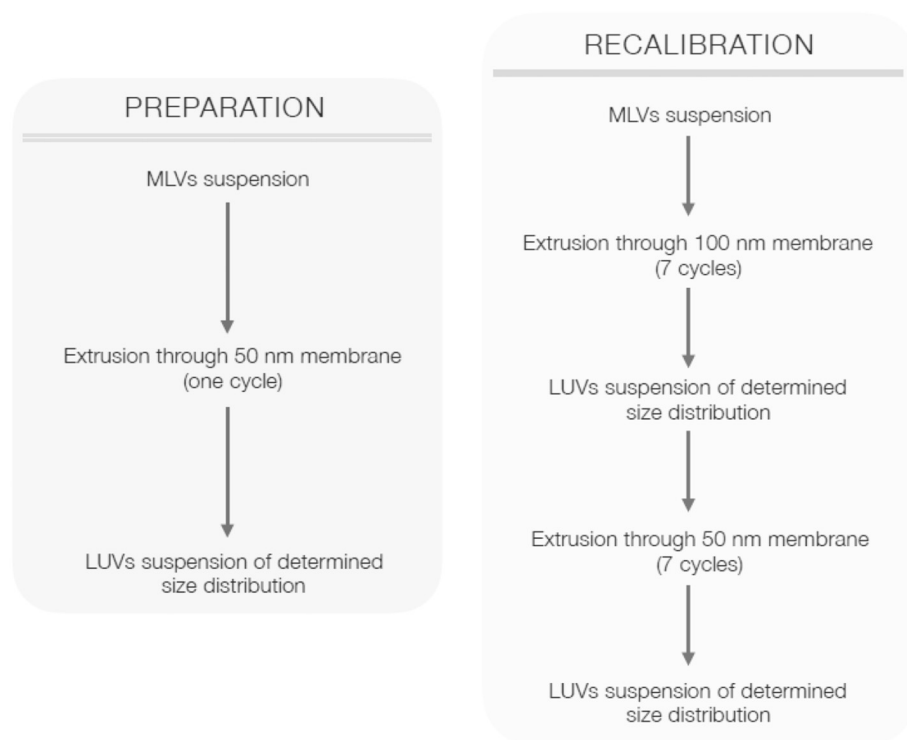 PREPARATION
MLVs suspension
Extrusion through 50 nm membrane
(one cycle)
LUVs suspension of determined
size distribution
RECALIBRATION
MLVs suspension
Extrusion through 100 nm membrane
(7 cycles)
LUVs suspension of determined
size distribution
Extrusion through 50 nm membrane
(7 cycles)
LUVs suspension of determined
size distribution